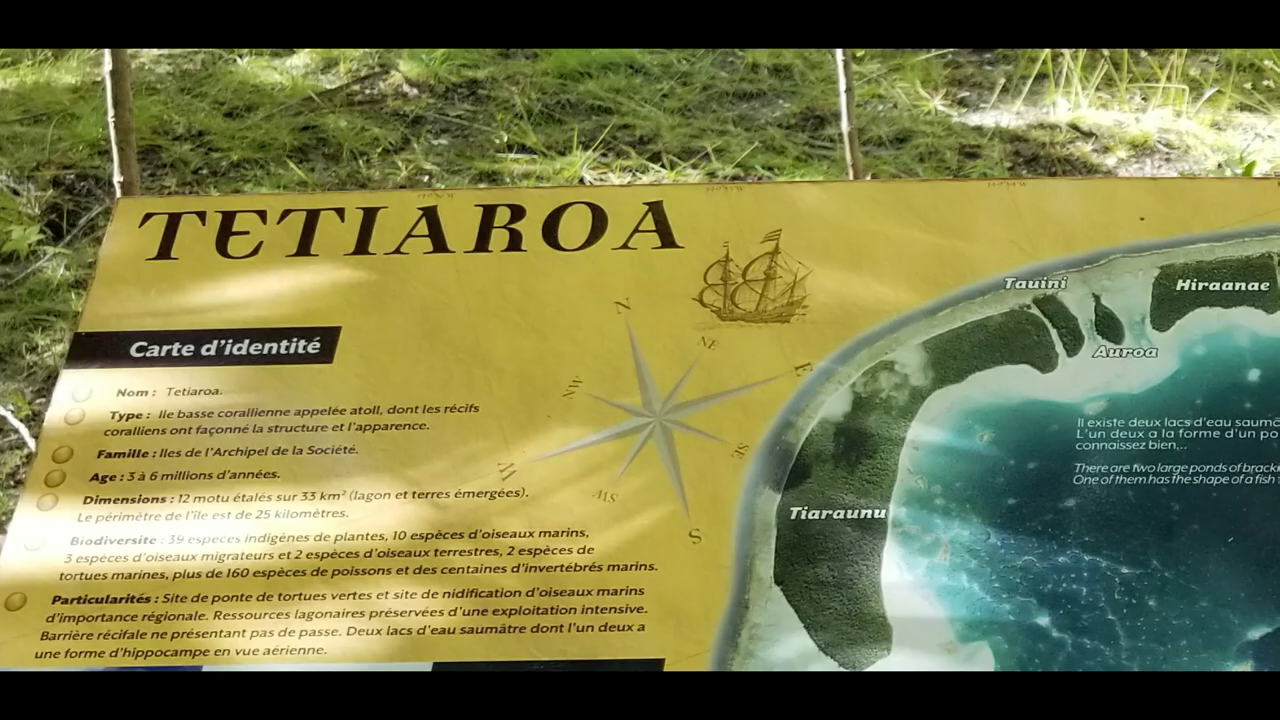 TETIAROA
Carte d'identité
Nom : Tetiaroa.
Type : Ile basse corallienne appelée atoll, dont les récifs
coralliens ont façonné la structure et l'apparence.
Famille : Iles de l'Archipel de la Société.
Age : 3 à 6 millions d'années.
Dimensions : 12 motu étalés sur 33 km² (lagon et terres émergées).
Le périmètre de l'île est de 25 kilomètres.
Biodiversite : 39 espèces indigènes de plantes, 10 espèces d'oiseaux marins,
3 espèces d'oiseaux migrateurs et 2 espèces d'oiseaux terrestres, 2 espèces de
tortues marines, plus de 160 espèces de poissons et des centaines d'invertébrés marins.
Particularités : Site de ponte de tortues vertes et site de nidification d'oiseaux marins
d'importance régionale. Ressources lagonaires préservées d'une exploitation intensive.
Barrière récifale ne présentant pas de passe. Deux lacs d'eau saumâtre dont l'un deux a
une forme d'hippocampe en vue aérienne.
N
NE
E
SE
S
SW
W
NW
Tauini
Hiraanae
Auroa
Tiaraunu
Il existe deux lacs d'eau saumâ
L'un deux a la forme d'un po
connaissez bien...
There are two large ponds of bracki
One of them has the shape of a fish